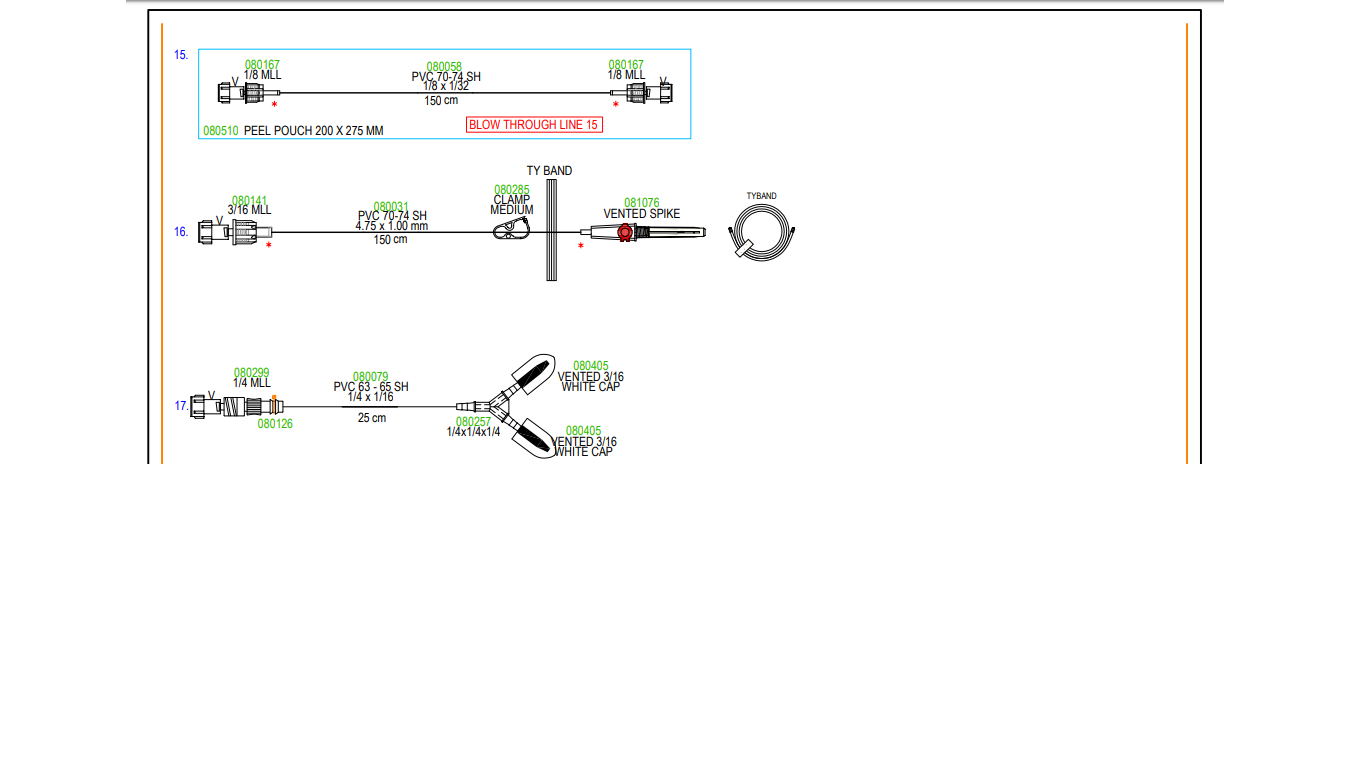 15.
080167
1/8 MLL
V
*
080058
PVC 70-74 SH
1/8 x 1/32
150 cm
080167
1/8 MLL
V
*
080510 PEEL POUCH 200 X 275 MM
BLOW THROUGH LINE 15
16.
080141
3/16 MLL
V
*
080031
PVC 70-74 SH
4.75 x 1.00 mm
150 cm
080285
CLAMP
MEDIUM
TY BAND
*
081076
VENTED SPIKE
TYBAND
17.
080299
1/4 MLL
V
080126
080079
PVC 63 - 65 SH
1/4 x 1/16
25 cm
080257
1/4x1/4x1/4
080405
VENTED 3/16
WHITE CAP
080405
VENTED 3/16
WHITE CAP